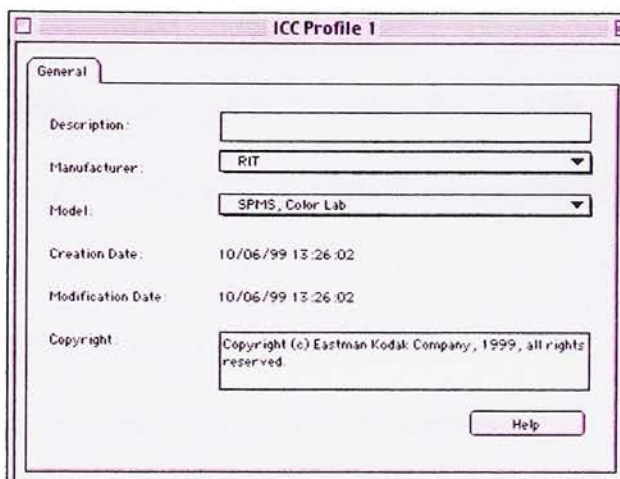 ICC Profile 1
General
Description:
Manufacturer: RIT
Model: SPMS, Color Lab
Creation Date: 10/06/99 13:26:02
Modification Date: 10/06/99 13:26:02
Copyright: Copyright (c) Eastman Kodak Company, 1999, all rights
reserved.
Help